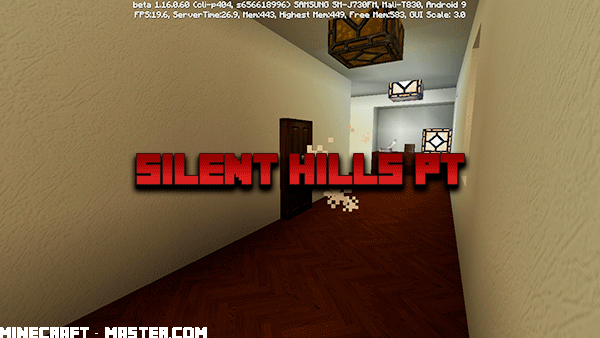 beta 1.16.0.60 (cli-p404, s656618996) SAMSUNG SM-J730FM, Mali-T830, Android 9
FPS:19.6, ServerTime:26.9, Mem:443, Highest Mem:449, Free Mem:583, GUI Scale: 3.0
SILENT HILLS PT
MINECRAFT - MASTER.COM